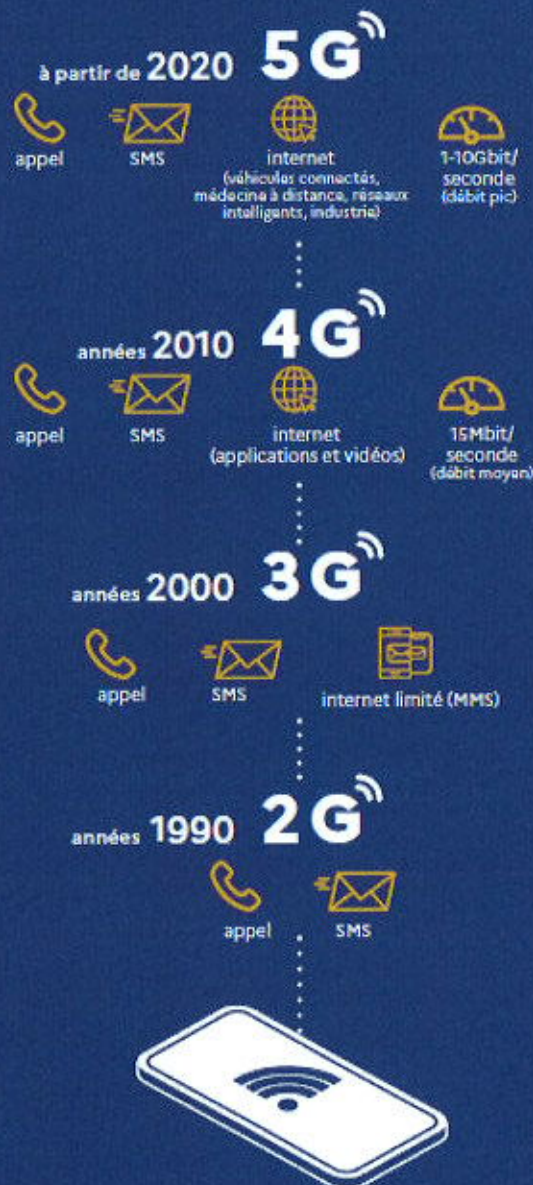 à partir de 2020 5G
appel
SMS
internet
(véhicules connectés,
médecine à distance, réseaux
intelligents, industrie)
1-10Gbit/
seconde
(débit pic)
années 2010 4G
appel
SMS
internet
(applications et vidéos)
15Mbit/
seconde
(débit moyen)
années 2000 3G
appel
SMS
internet limité (MMS)
années 1990 2G
appel
SMS